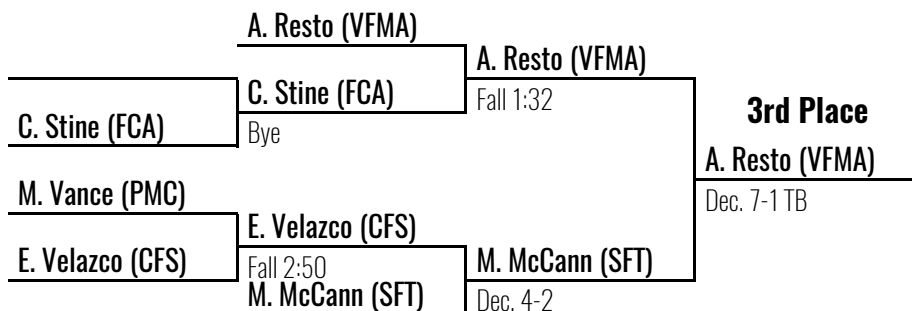 A. Resto (VFMA)
A. Resto (VFMA)
C. Stine (FCA)
Fall 1:32
3rd Place
C. Stine (FCA)
Bye
A. Resto (VFMA)
M. Vance (PMC)
Dec. 7-1 TB
E. Velazco (CFS)
E. Velazco (CFS)
Fall 2:50
M. McCann (SFT)
M. McCann (SFT)
Dec. 4-2